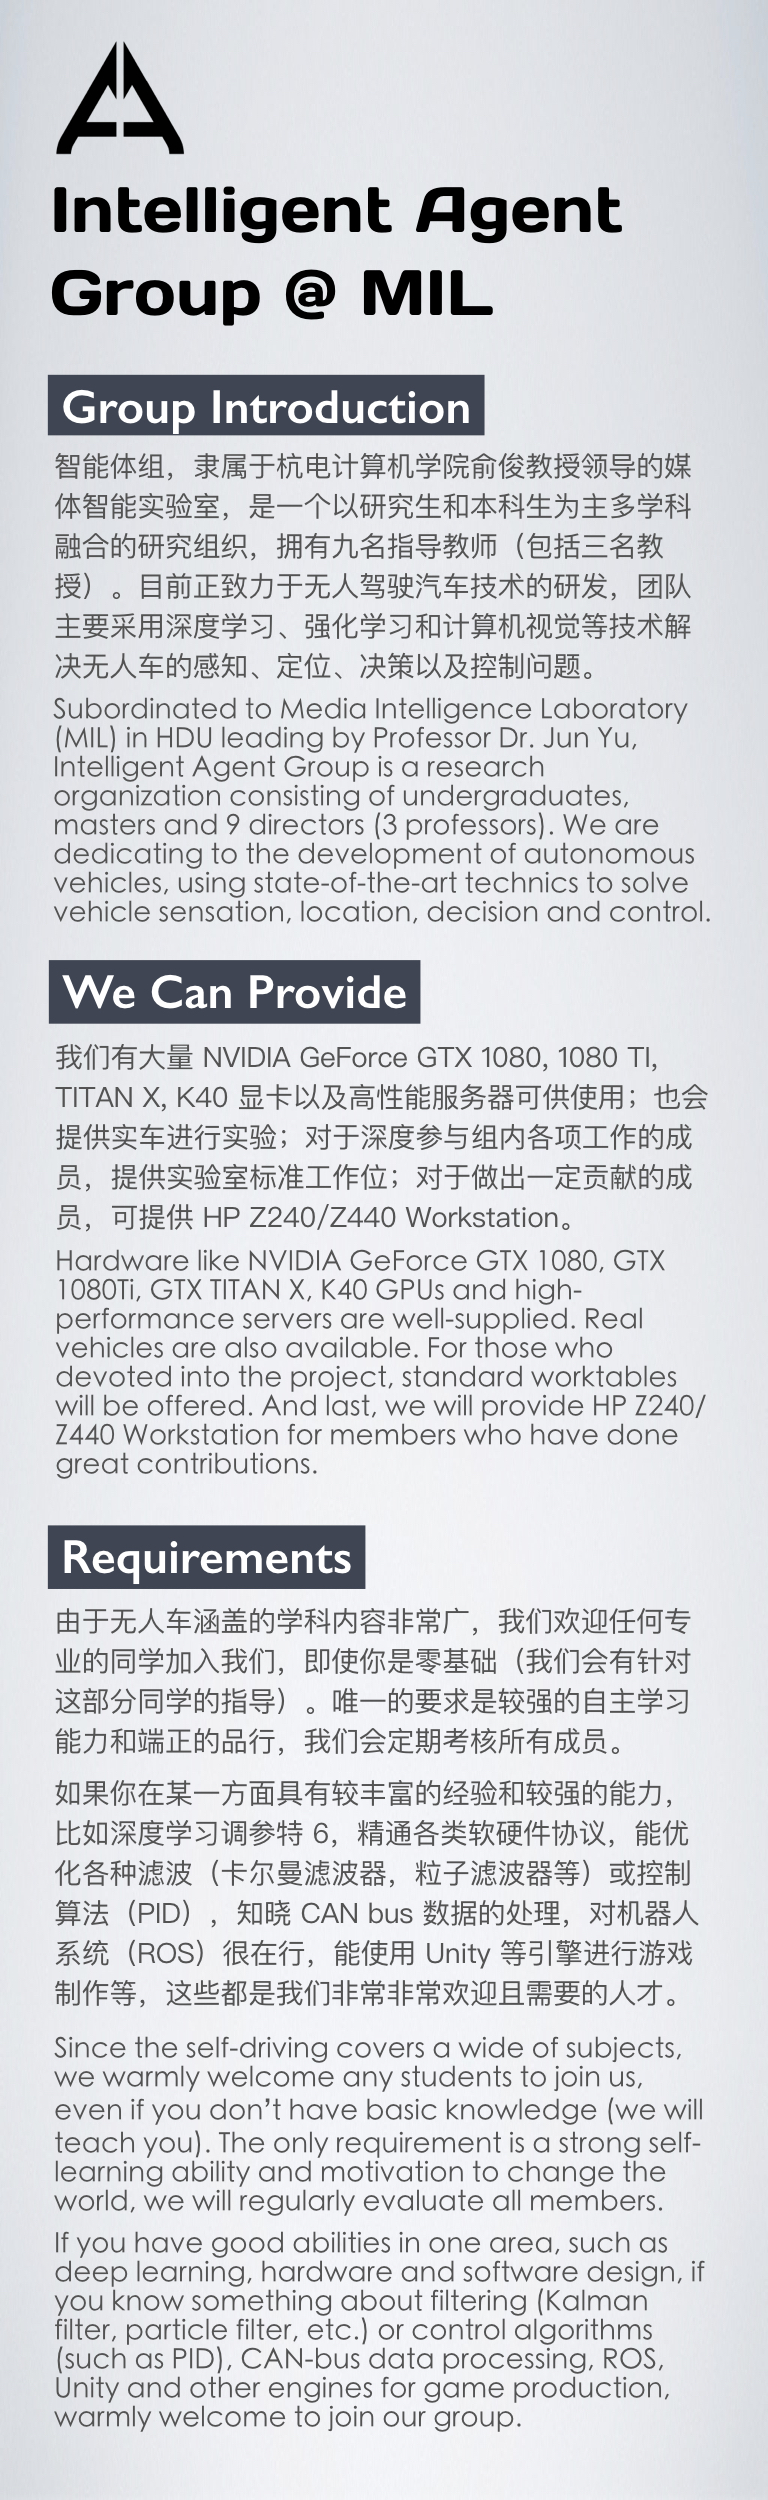 Intelligent Agent
Group @ MIL
Group Introduction
智能体组，隶属于杭电计算机学院俞俊教授领导的媒
体智能实验室，是一个以研究生和本科生为主多学科
融合的研究组织，拥有九名指导教师（包括三名教
授）。目前正致力于无人驾驶汽车技术的研发，团队
主要采用深度学习、强化学习和计算机视觉等技术解
决无人车的感知、定位、决策以及控制问题。
Subordinated to Media Intelligence Laboratory
(MIL) in HDU leading by Professor Dr. Jun Yu,
Intelligent Agent Group is a research
organization consisting of undergraduates,
masters and 9 directors (3 professors). We are
dedicating to the development of autonomous
vehicles, using state-of-the-art technics to solve
vehicle sensation, location, decision and control.
We Can Provide
我们有大量 NVIDIA GeForce GTX 1080, 1080 TI,
TITAN X, K40 显卡以及高性能服务器可供使用；也会
提供实车进行实验；对于深度参与组内各项工作的成
员，提供实验室标准工作位；对于做出一定贡献的成
员，可提供 HP Z240/Z440 Workstation。
Hardware like NVIDIA GeForce GTX 1080, GTX
1080Ti, GTX TITAN X, K40 GPUs and high-
performance servers are well-supplied. Real
vehicles are also available. For those who
devoted into the project, standard worktables
will be offered. And last, we will provide HP Z240/
Z440 Workstation for members who have done
great contributions.
Requirements
由于无人车涵盖的学科内容非常广，我们欢迎任何专
业的同学加入我们，即使你是零基础（我们会有针对
这部分同学的指导）。唯一的要求是较强的自主学习
能力和端正的品行，我们会定期考核所有成员。
如果你在某一方面具有较丰富的经验和较强的能力，
比如深度学习调参特 6，精通各类软硬件协议，能优
化各种滤波（卡尔曼滤波器，粒子滤波器等）或控制
算法（PID），知晓 CAN bus 数据的处理，对机器人
系统（ROS）很在行，能使用 Unity 等引擎进行游戏
制作等，这些都是我们非常非常欢迎且需要的人才。
Since the self-driving covers a wide of subjects,
we warmly welcome any students to join us,
even if you don’t have basic knowledge (we will
teach you). The only requirement is a strong self-
learning ability and motivation to change the
world, we will regularly evaluate all members.
If you have good abilities in one area, such as
deep learning, hardware and software design, if
you know something about filtering (Kalman
filter, particle filter, etc.) or control algorithms
(such as PID), CAN-bus data processing, ROS,
Unity and other engines for game production,
warmly welcome to join our group.